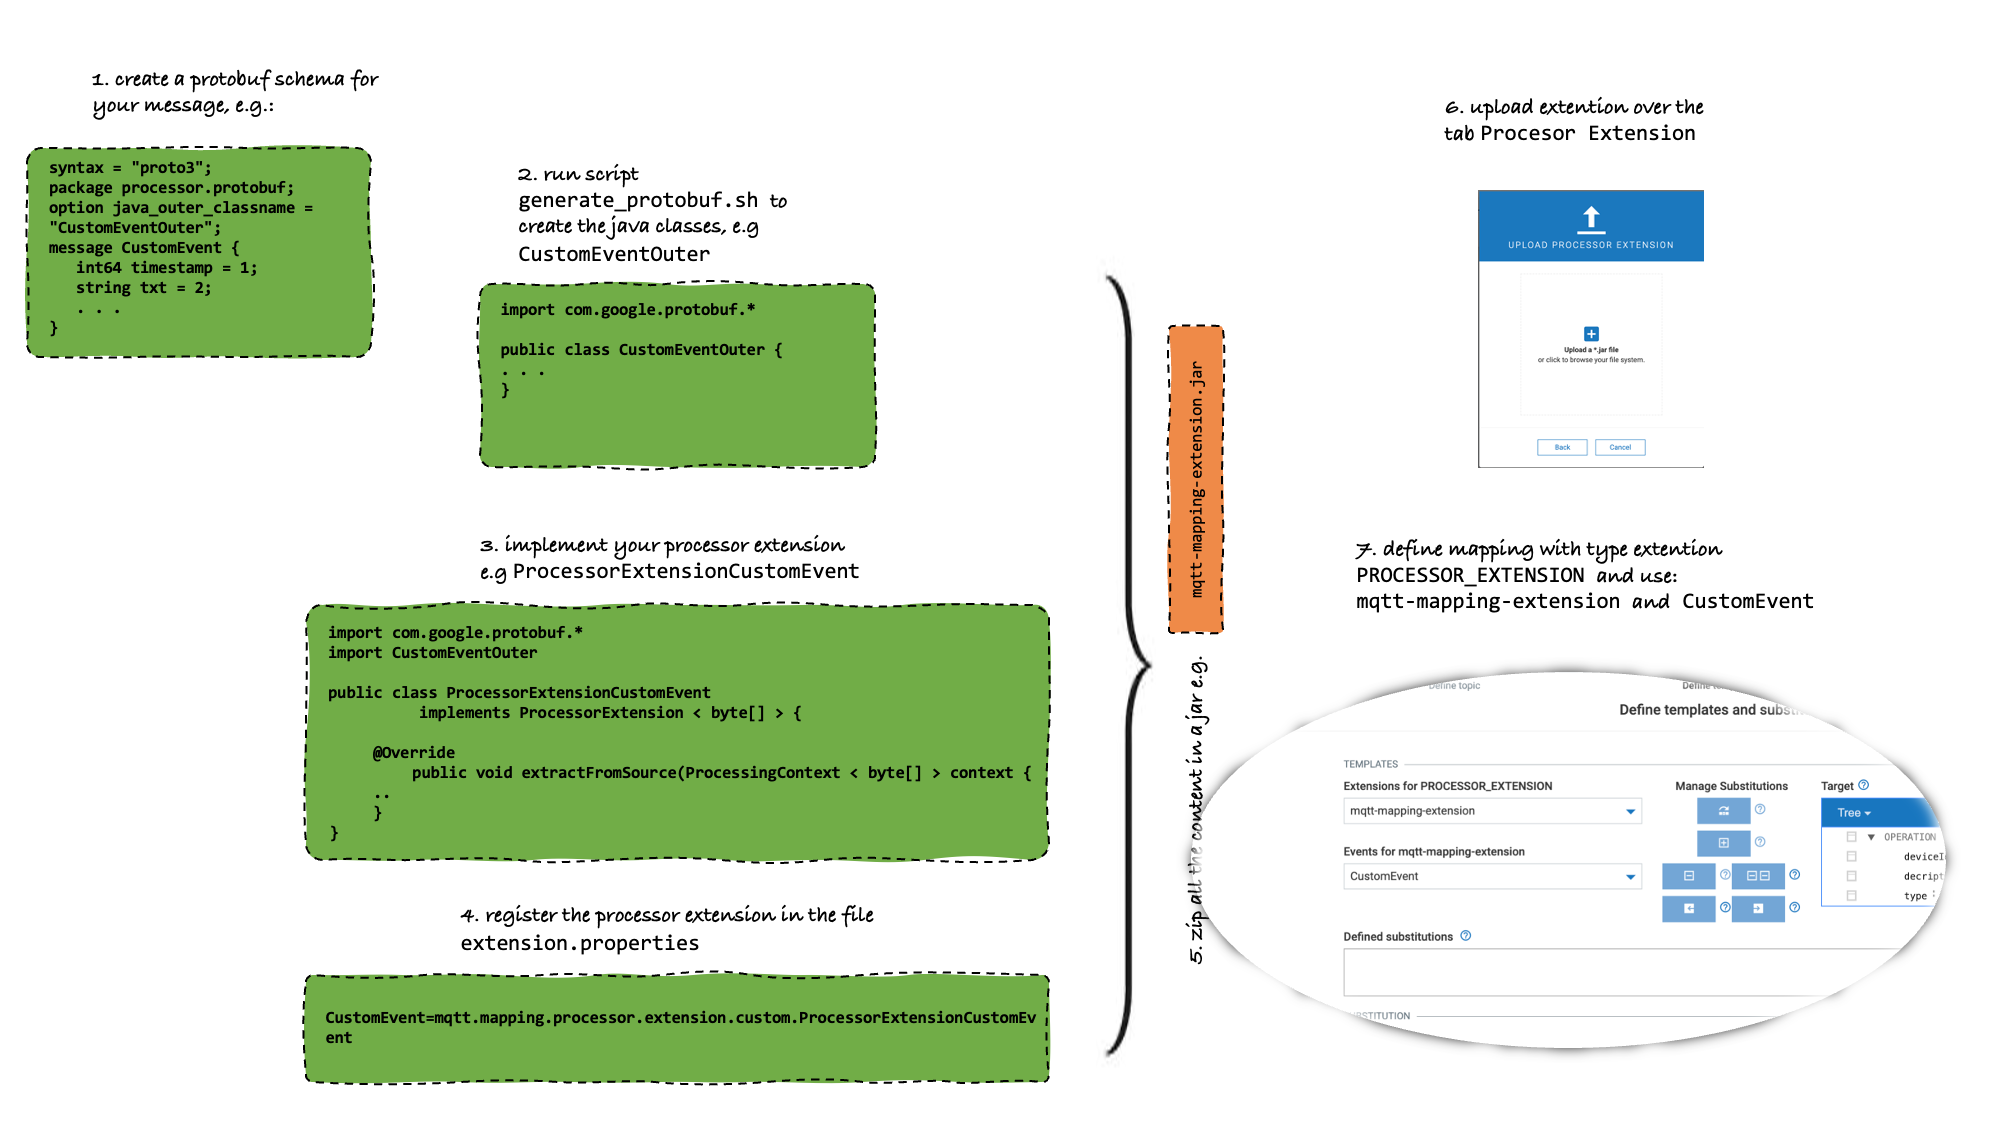 1. create a protobuf schema for
your message, e.g.:
syntax = "proto3";
package processor.protobuf;
option java_outer_classname =
"CustomEventOuter";
message CustomEvent {
int64 timestamp = 1;
string txt = 2;
. . .
}
2. run script
generate_protobuf.sh to
create the java classes, e.g
CustomEventOuter
import com.google.protobuf.*
public class CustomEventOuter {
. . .
}
3. implement your processor extension
e.g ProcessorExtensionCustomEvent
import com.google.protobuf.*
import CustomEventOuter
public class ProcessorExtensionCustomEvent
implements ProcessorExtension < byte[] > {
@Override
public void extractFromSource(ProcessingContext < byte[] > context {
..
}
}
4. register the processor extension in the file
extension.properties
CustomEvent=mqtt.mapping.processor.extension.custom.ProcessorExtensionCustomEv
ent
5. zip all the content in a jar e.g.
mqtt-mapping-extension.jar
6. upload extention over the
tab Procesor Extension
UPLOAD PROCESSOR EXTENSION
Upload a *.jar file
or click to browse your file system.
Back
Cancel
7. define mapping with type extention
PROCESSOR_EXTENSION and use:
mqtt-mapping-extension and CustomEvent
Define topic
Define templates and subst
TEMPLATES
Extensions for PROCESSOR_EXTENSION
Manage Substitutions
Target
mqtt-mapping-extension
Tree
OPERATION
Events for mqtt-mapping-extension
deviceI
CustomEvent
decript
type :
Defined substitutions
STITUTION